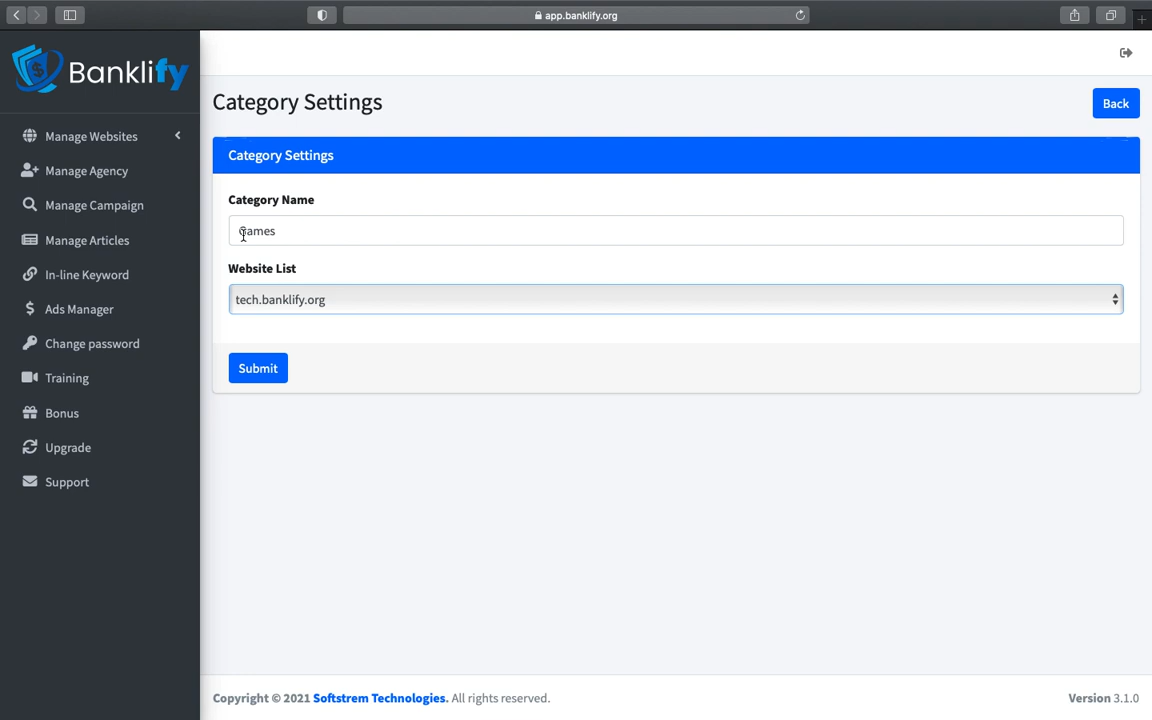 app.banklify.org
Banklify
Manage Websites
Manage Agency
Manage Campaign
Manage Articles
In-line Keyword
Ads Manager
Change password
Training
Bonus
Upgrade
Support
Category Settings
Back
Category Settings
Category Name
games
Website List
tech.banklify.org
Submit
Copyright © 2021 Softstrem Technologies. All rights reserved.
Version 3.1.0